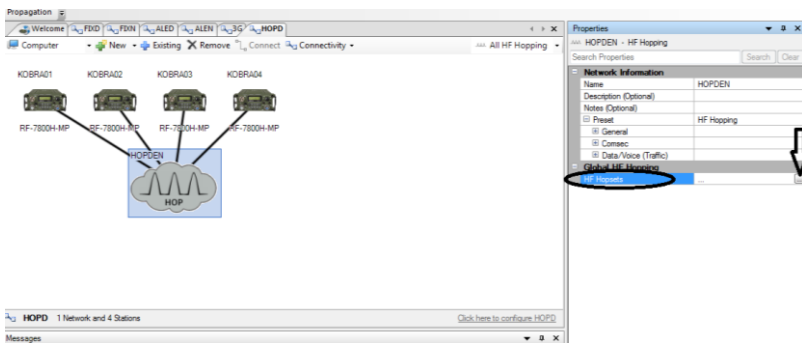 Propagation
Welcome FIXD FIXN ALED ALEN 3G HOPD
Computer New Existing Remove Connect Connectivity All HF Hopping
KOBRA01 KOBRA02 KOBRA03 KOBRA04
RF-7800H-MP RF-7800H-MP RF-7800H-MP RF-7800H-MP
HOPDEN
HOP
HOPD 1 Network and 4 Stations Click here to configure HOPD
Messages
Properties
HOPDEN - HF Hopping
Search Properties Search Clear
Network Information
Name HOPDEN
Description (Optional)
Notes (Optional)
Preset HF Hopping
General
Comsec
Data/Voice (Traffic)
Global HF Hopping
HF Hopsets ...